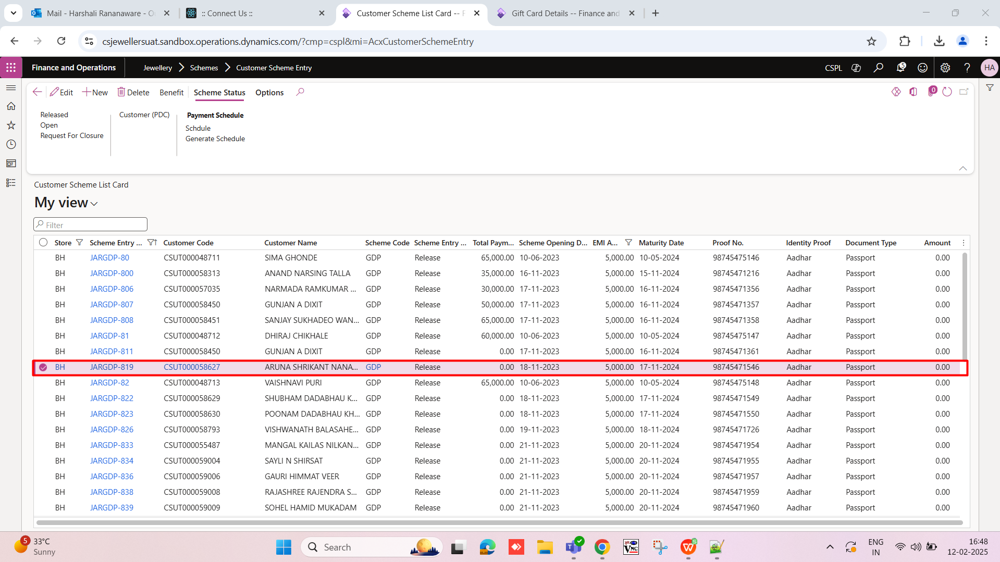 Mail - Harshali Rananaware - O
:: Connect Us ::
Customer Scheme List Card -- F
Gift Card Details -- Finance and
csjewellersuat.sandbox.operations.dynamics.com/?cmp=cspl&mi=AcxCustomerSchemeEntry
Finance and Operations
Jewellery > Schemes > Customer Scheme Entry
CSPL
5
?
HA
Edit
New
Delete
Benefit
Scheme Status
Options
0
Released
Open
Request For Closure
Customer (PDC)
Payment Schedule
Schdule
Generate Schedule
Customer Scheme List Card
My view
Filter
Store Scheme Entry ... Customer Code Customer Name Scheme Code Scheme Entry ... Total Paym... Scheme Opening D... EMI A... Maturity Date Proof No. Identity Proof Document Type Amount
BH JARGDP-80 CSUT000048711 SIMA GHONDE GDP Release 65,000.00 10-06-2023 5,000.00 10-05-2024 98745475146 Aadhar Passport 0.00
BH JARGDP-800 CSUT000058313 ANAND NARSING TALLA GDP Release 35,000.00 16-11-2023 5,000.00 15-11-2024 98745471216 Aadhar Passport 0.00
BH JARGDP-806 CSUT000057035 NARMADA RAMKUMAR ... GDP Release 30,000.00 17-11-2023 5,000.00 16-11-2024 98745471356 Aadhar Passport 0.00
BH JARGDP-807 CSUT000058450 GUNJAN A DIXIT GDP Release 50,000.00 17-11-2023 5,000.00 16-11-2024 98745471357 Aadhar Passport 0.00
BH JARGDP-808 CSUT000058451 SANJAY SUKHADEO WAN... GDP Release 65,000.00 17-11-2023 5,000.00 16-11-2024 98745471358 Aadhar Passport 0.00
BH JARGDP-81 CSUT000048712 DHIRAJ CHIKHALE GDP Release 60,000.00 10-06-2023 5,000.00 10-05-2024 98745475147 Aadhar Passport 0.00
BH JARGDP-811 CSUT000058450 GUNJAN A DIXIT GDP Release 0.00 17-11-2023 5,000.00 16-11-2024 98745471361 Aadhar Passport 0.00
BH JARGDP-819 CSUT000058627 ARUNA SHRIKANT NANA... GDP Release 0.00 18-11-2023 5,000.00 17-11-2024 98745471546 Aadhar Passport 0.00
BH JARGDP-82 CSUT000048713 VAISHNAVI PURI GDP Release 65,000.00 10-06-2023 5,000.00 10-05-2024 98745475148 Aadhar Passport 0.00
BH JARGDP-822 CSUT000058629 SHUBHAM DADABHAU K... GDP Release 0.00 18-11-2023 5,000.00 17-11-2024 98745471549 Aadhar Passport 0.00
BH JARGDP-823 CSUT000058630 POONAM DADABHAU KH... GDP Release 0.00 18-11-2023 5,000.00 17-11-2024 98745471550 Aadhar Passport 0.00
BH JARGDP-826 CSUT000058793 VISHWANATH BALASAHE... GDP Release 0.00 19-11-2023 5,000.00 18-11-2024 98745471726 Aadhar Passport 0.00
BH JARGDP-833 CSUT000055487 MANGAL KAILAS NILKAN... GDP Release 0.00 21-11-2023 5,000.00 20-11-2024 98745471954 Aadhar Passport 0.00
BH JARGDP-834 CSUT000059004 SAYLI N SHIRSAT GDP Release 0.00 21-11-2023 5,000.00 20-11-2024 98745471955 Aadhar Passport 0.00
BH JARGDP-836 CSUT000059006 GAURI HIMMAT VEER GDP Release 0.00 21-11-2023 5,000.00 20-11-2024 98745471957 Aadhar Passport 0.00
BH JARGDP-838 CSUT000059008 RAJASHREE RAJENDRA S... GDP Release 0.00 21-11-2023 5,000.00 20-11-2024 98745471959 Aadhar Passport 0.00
BH JARGDP-839 CSUT000059009 SOHEL HAMID MUKADAM GDP Release 0.00 21-11-2023 5,000.00 20-11-2024 98745471960 Aadhar Passport 0.00
5
33°C
Sunny
Search
VNC
ENG
IN
16:48
12-02-2025